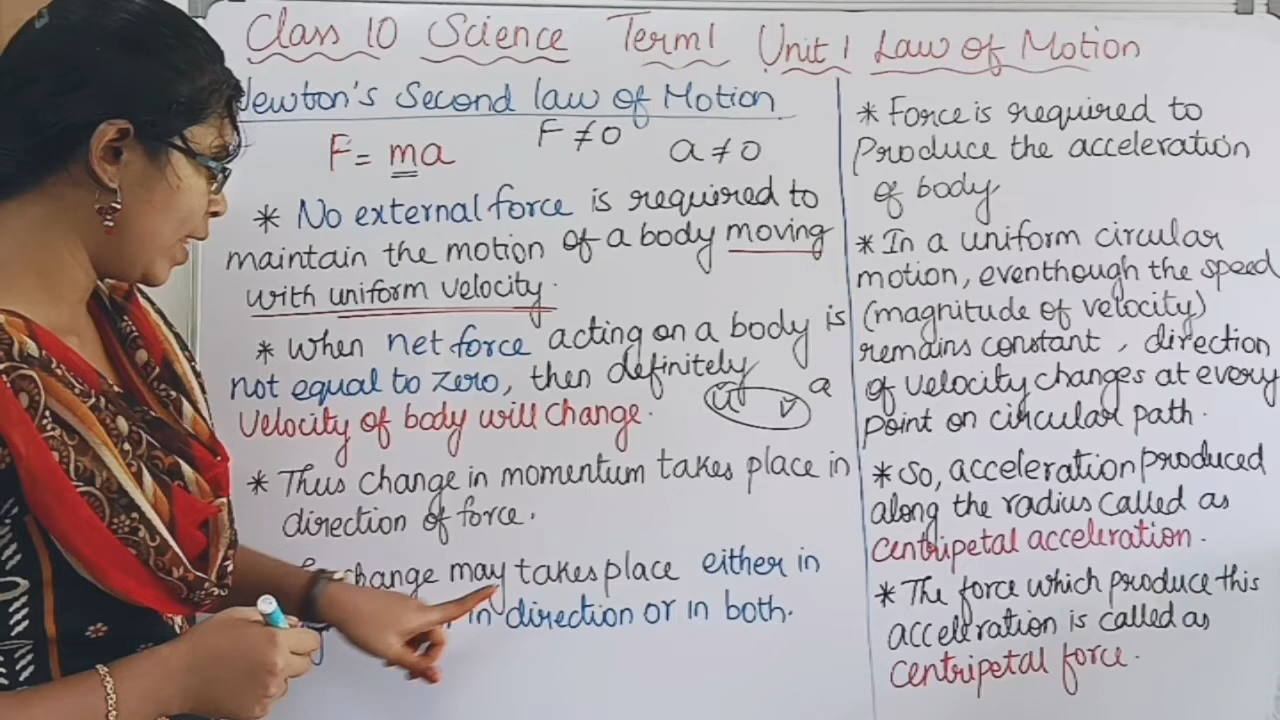 Class 10 Science Term 1 Unit 1 Law of Motion
Newton's Second law of Motion
F = ma F ≠ 0 a ≠ 0
* No external force is required to
maintain the motion of a body moving
with uniform velocity.
* When net force acting on a body is
not equal to zero, then definitely
Velocity of body will change.
u v a
* Thus change in momentum takes place in
direction of force.
change may takes place either in
in direction or in both.
* Force is required to
Produce the acceleration
of body
* In a uniform circular
motion, eventhough the speed
(magnitude of velocity)
remains constant, direction
of velocity changes at every
point on circular path.
* So, acceleration produced
along the radius called as
centripetal acceleration.
* The force which produce this
acceleration is called as
centripetal force.